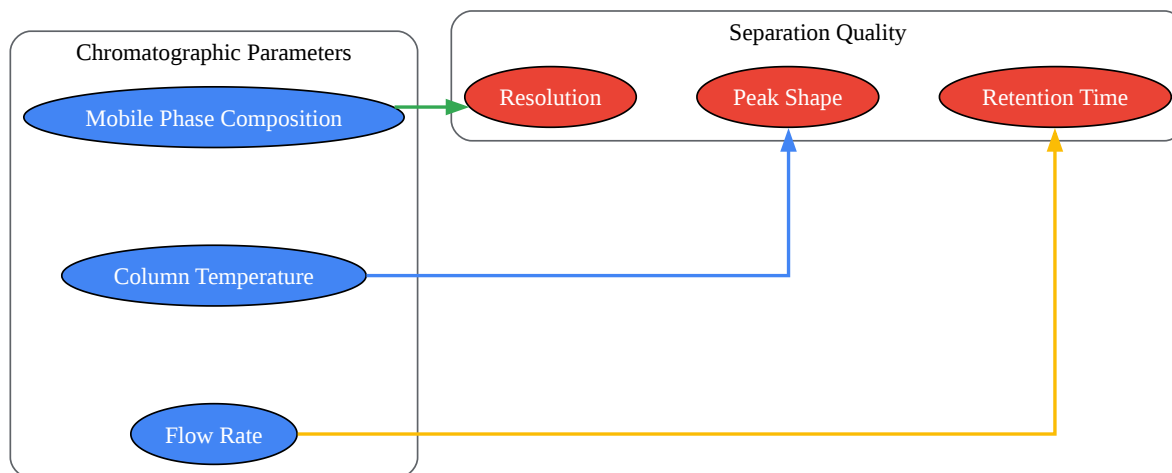 Chromatographic Parameters
Mobile Phase Composition
Column Temperature
Flow Rate
Separation Quality
Resolution
Peak Shape
Retention Time